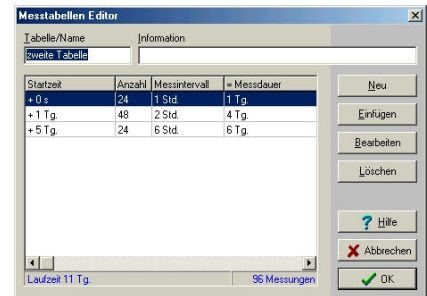 Messtabellen Editor
Tabelle/Name Information
zweite Tabelle
Startzeit Anzahl Messintervall = Messdauer
+ 0 s 24 1 Std. 1 Tg.
+ 1 Tg. 48 2 Std. 4 Tg.
+ 5 Tg. 24 6 Std. 6 Tg.
Neu
Einfügen
Bearbeiten
Löschen
? Hilfe
Abbrechen
OK
Laufzeit 11 Tg. 96 Messungen